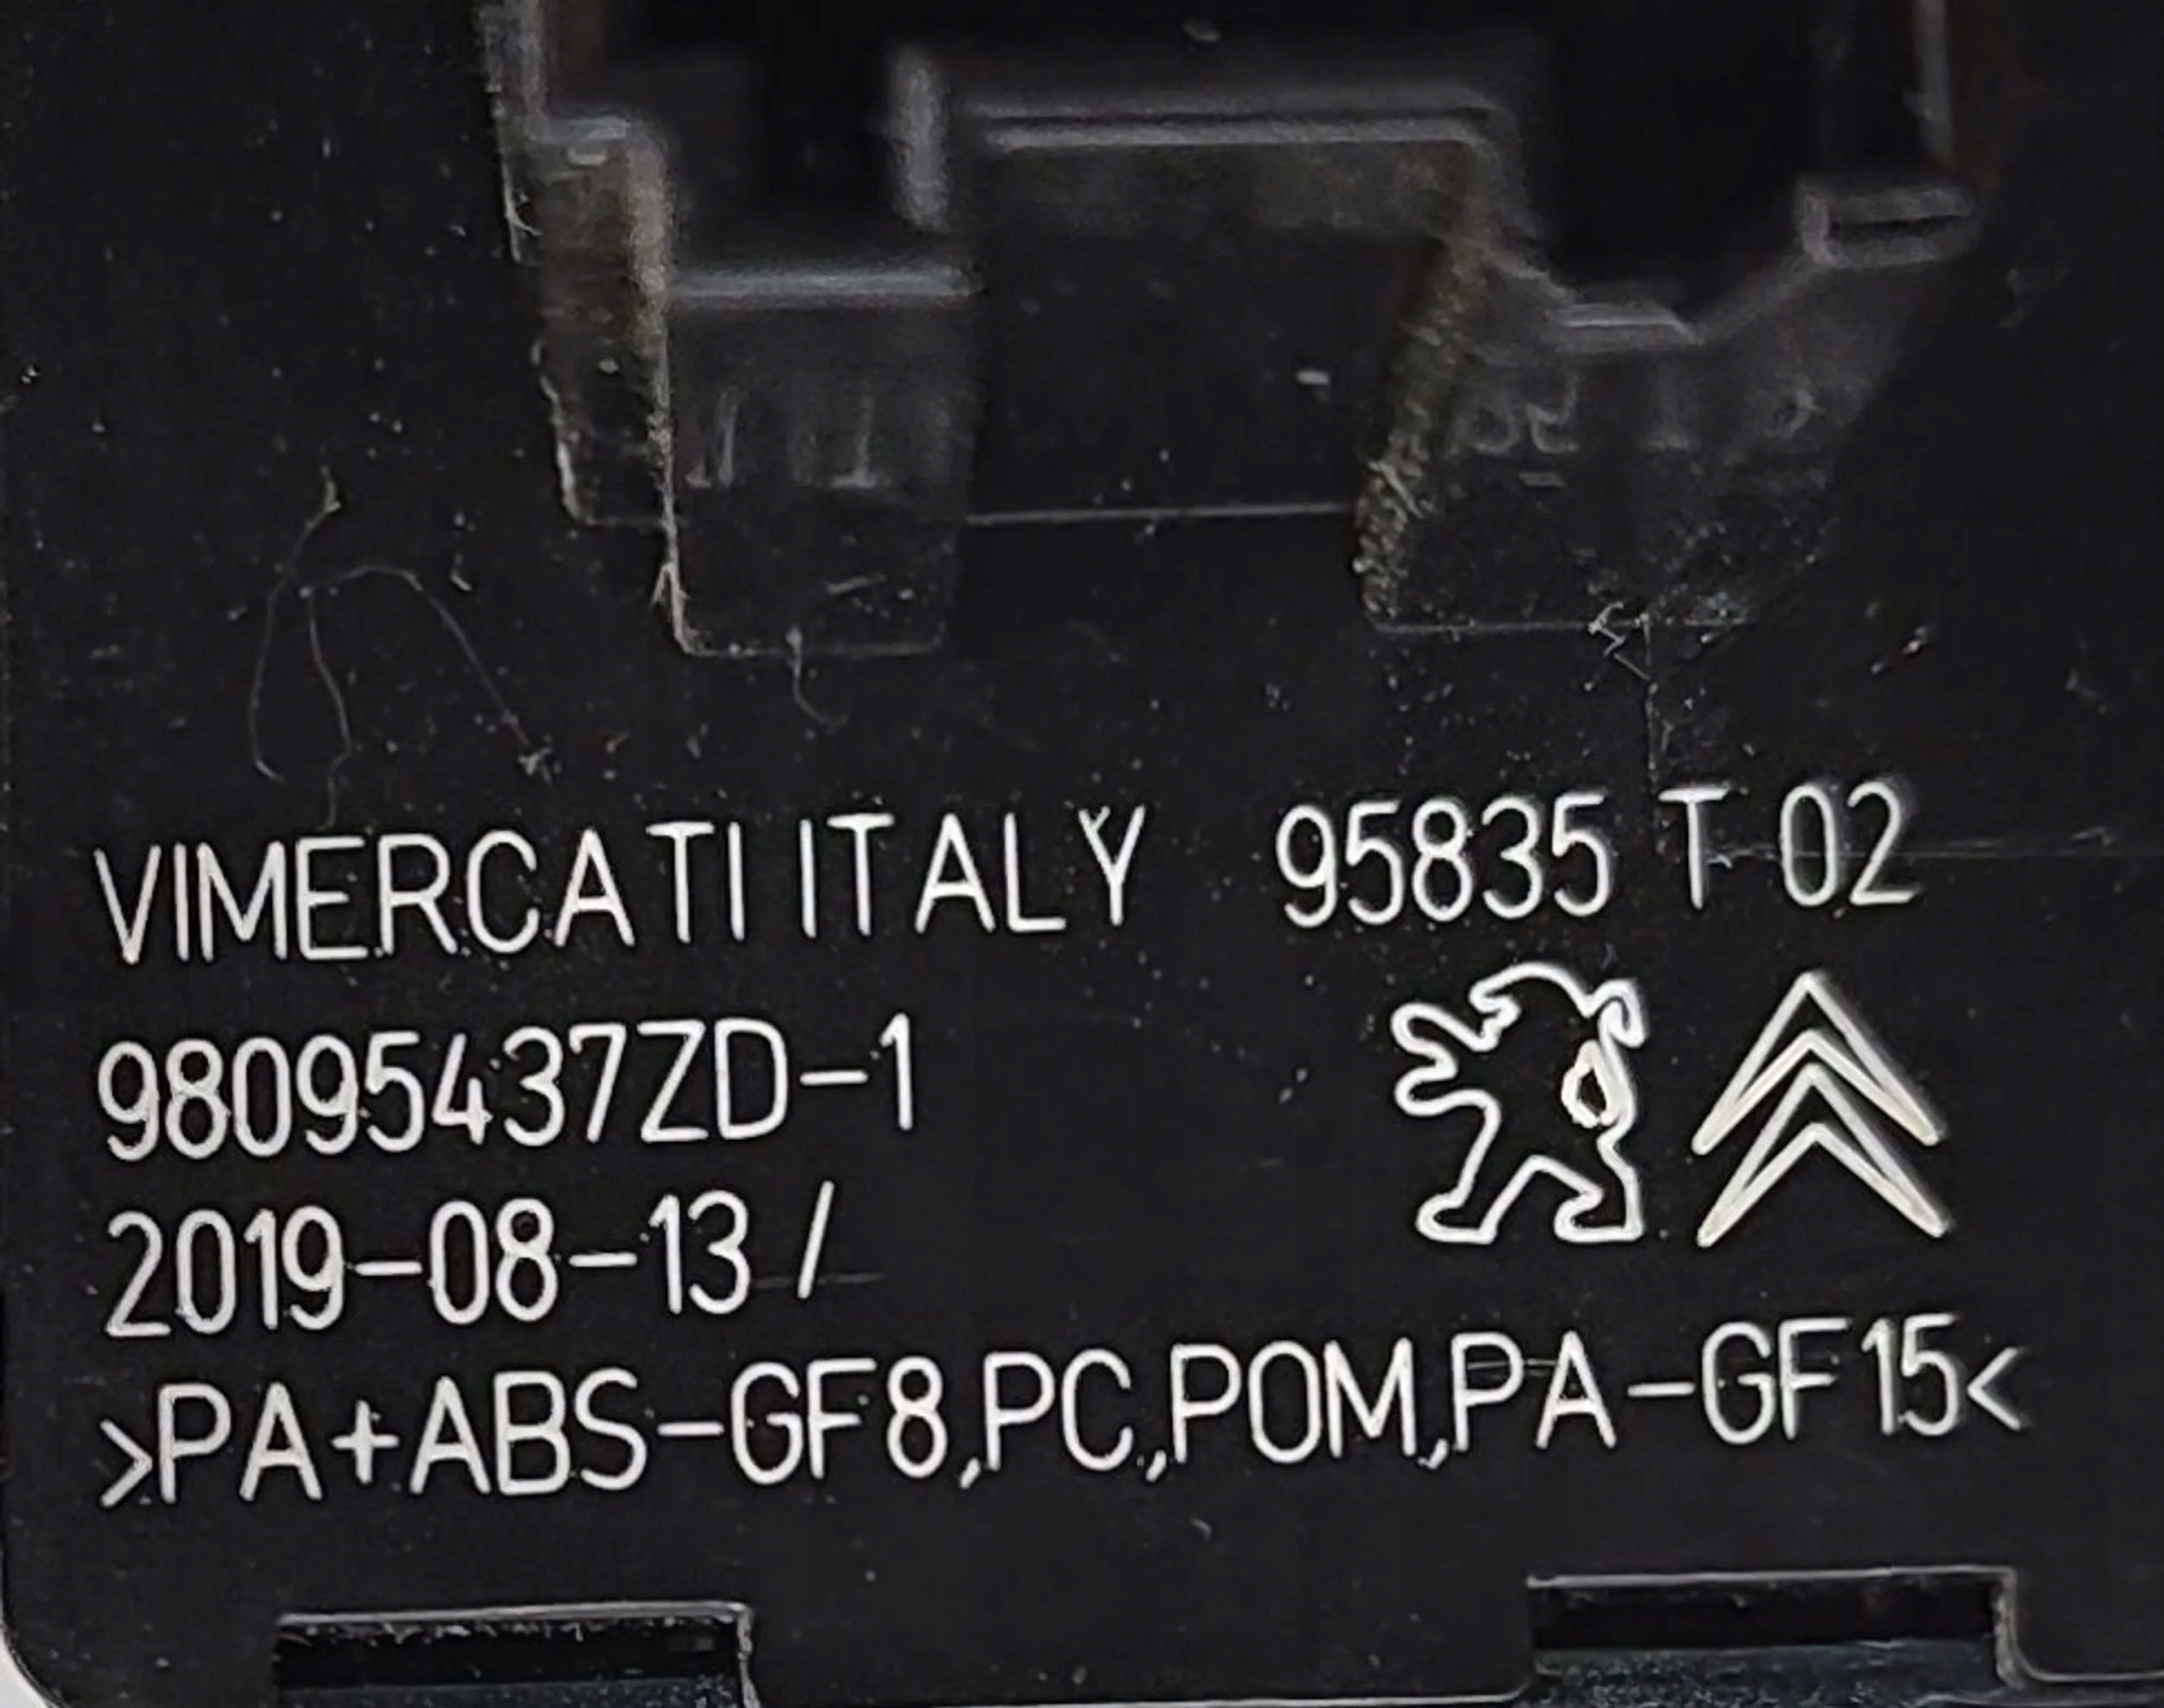 VIMERCATI ITALY 95835 T 02
98095437ZD-1
2019-08-13 /
>PA+ABS-GF8,PC,POM,PA-GF15<